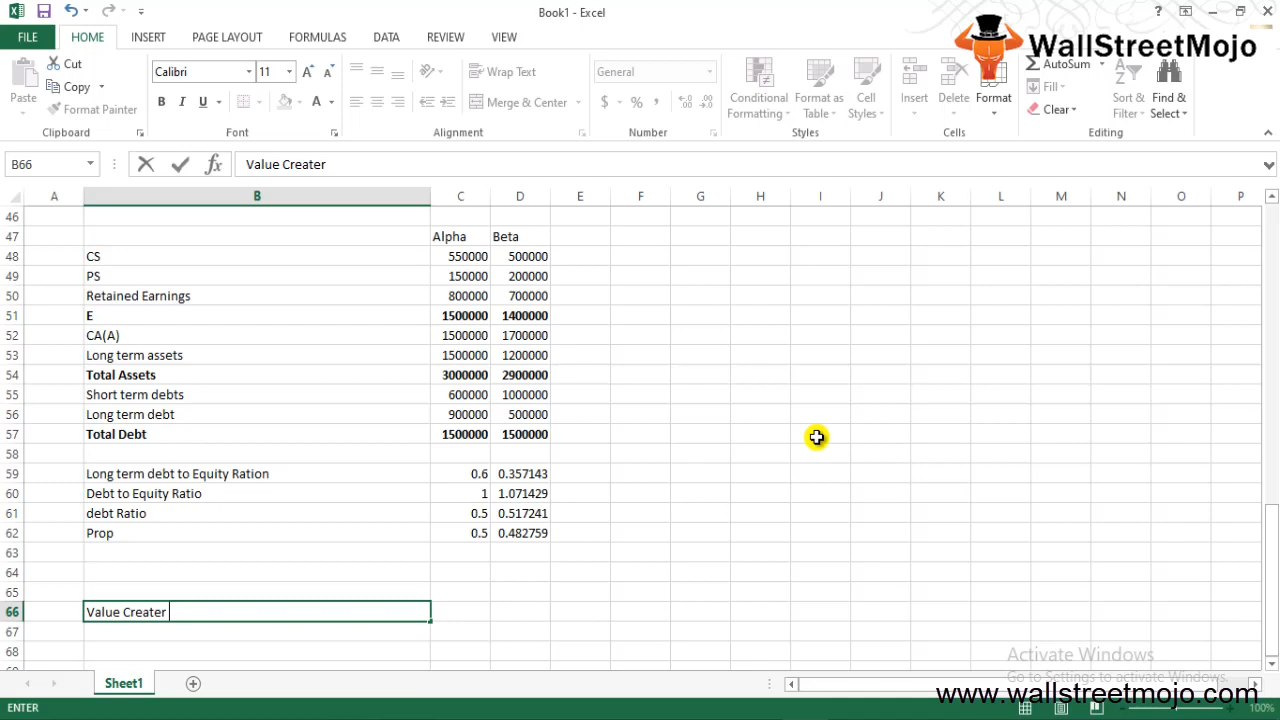 Book1 - Excel
FILE HOME INSERT PAGE LAYOUT FORMULAS DATA REVIEW VIEW
WallStreetMojo
Paste
Cut
Copy
Format Painter
Clipboard
Calibri 11
B I U A
Font
Wrap Text
Merge & Center
Alignment
General
$ % ,
Number
Conditional Formatting
Format as Table
Cell Styles
Styles
Insert Delete Format
Cells
AutoSum
Fill
Clear
Sort & Filter
Find & Select
Editing
B66 fx Value Creater
A B C D E F G H I J K L M N O P
46
47 Alpha Beta
48 CS 550000 500000
49 PS 150000 200000
50 Retained Earnings 800000 700000
51 E 1500000 1400000
52 CA(A) 1500000 1700000
53 Long term assets 1500000 1200000
54 Total Assets 3000000 2900000
55 Short term debts 600000 1000000
56 Long term debt 900000 500000
57 Total Debt 1500000 1500000
58
59 Long term debt to Equity Ration 0.6 0.357143
60 Debt to Equity Ratio 1 1.071429
61 debt Ratio 0.5 0.517241
62 Prop 0.5 0.482759
63
64
65
66 Value Creater
67
68
Activate Windows
Go to Settings to activate Windows.
Sheet1
www.wallstreetmojo.com
ENTER 100%